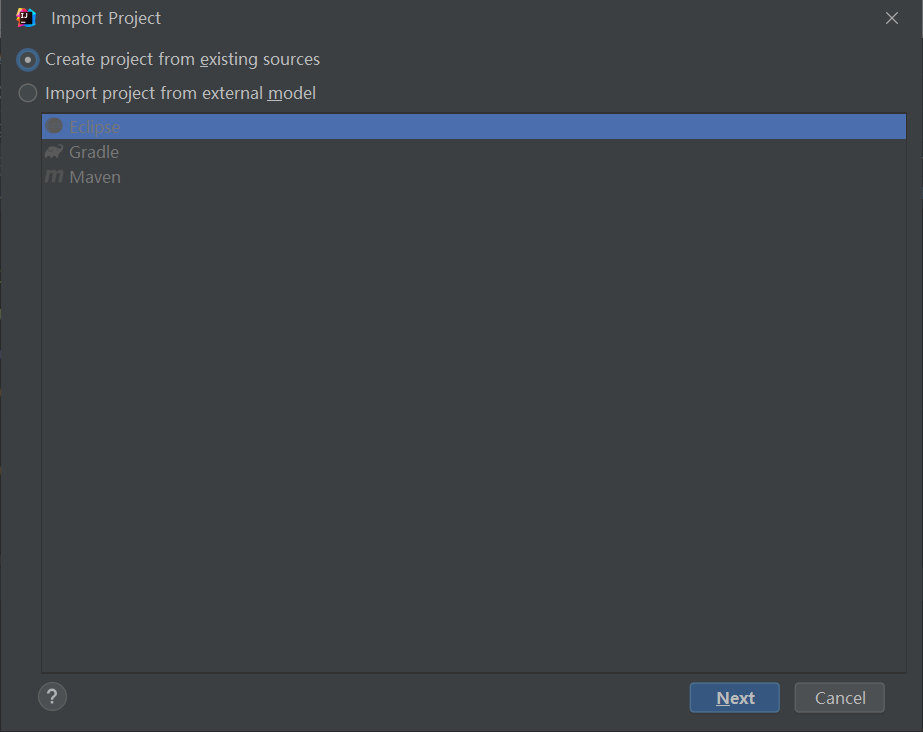 Import Project
Create project from existing sources
Import project from external model
Eclipse
Gradle
Maven
?
Next
Cancel